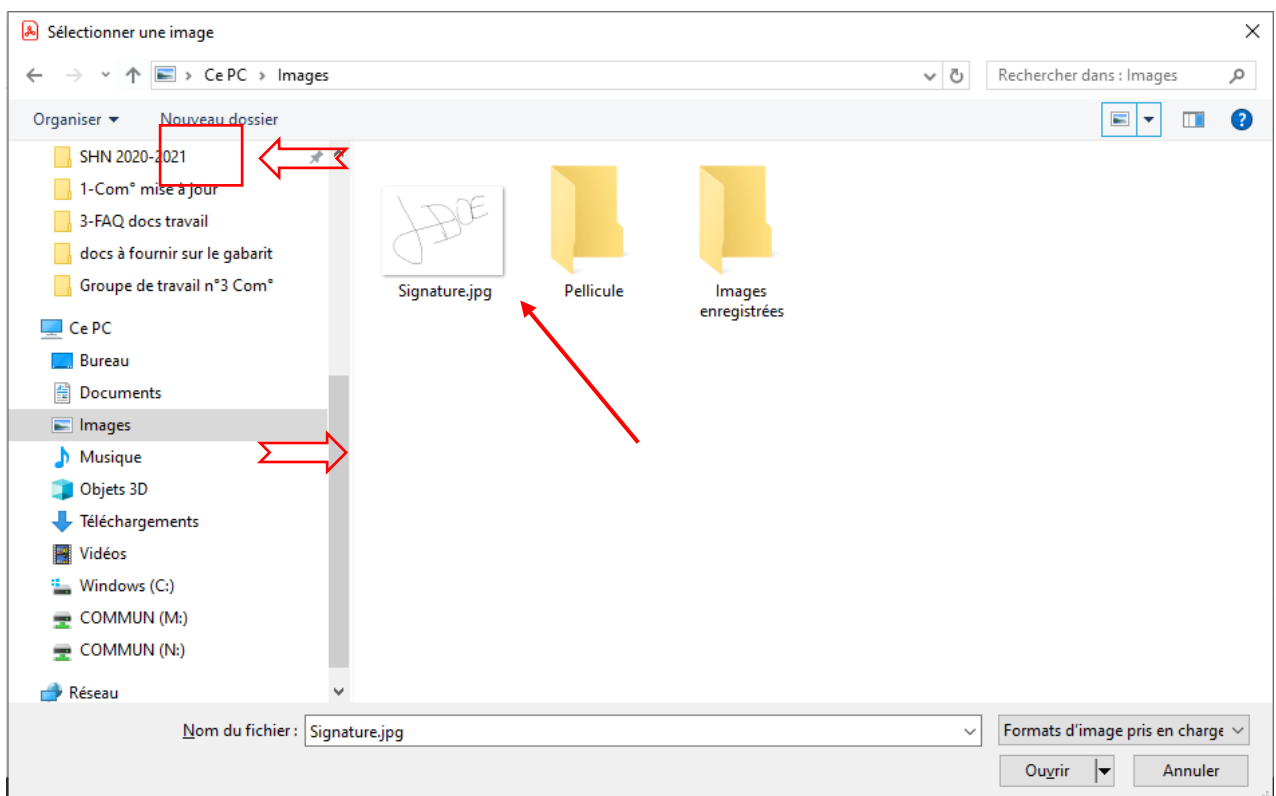 Sélectionner une image
Ce PC > Images
Rechercher dans : Images
Organiser
Nouveau dossier
SHN 2020-2021
1-Com° mise à jour
3-FAQ docs travail
docs à fournir sur le gabarit
Groupe de travail n°3 Com°
Ce PC
Bureau
Documents
Images
Musique
Objets 3D
Téléchargements
Vidéos
Windows (C:)
COMMUN (M:)
COMMUN (N:)
Réseau
JDOE
Signature.jpg
Pellicule
Images
enregistrées
Nom du fichier : Signature.jpg
Formats d'image pris en charge
Ouvrir
Annuler